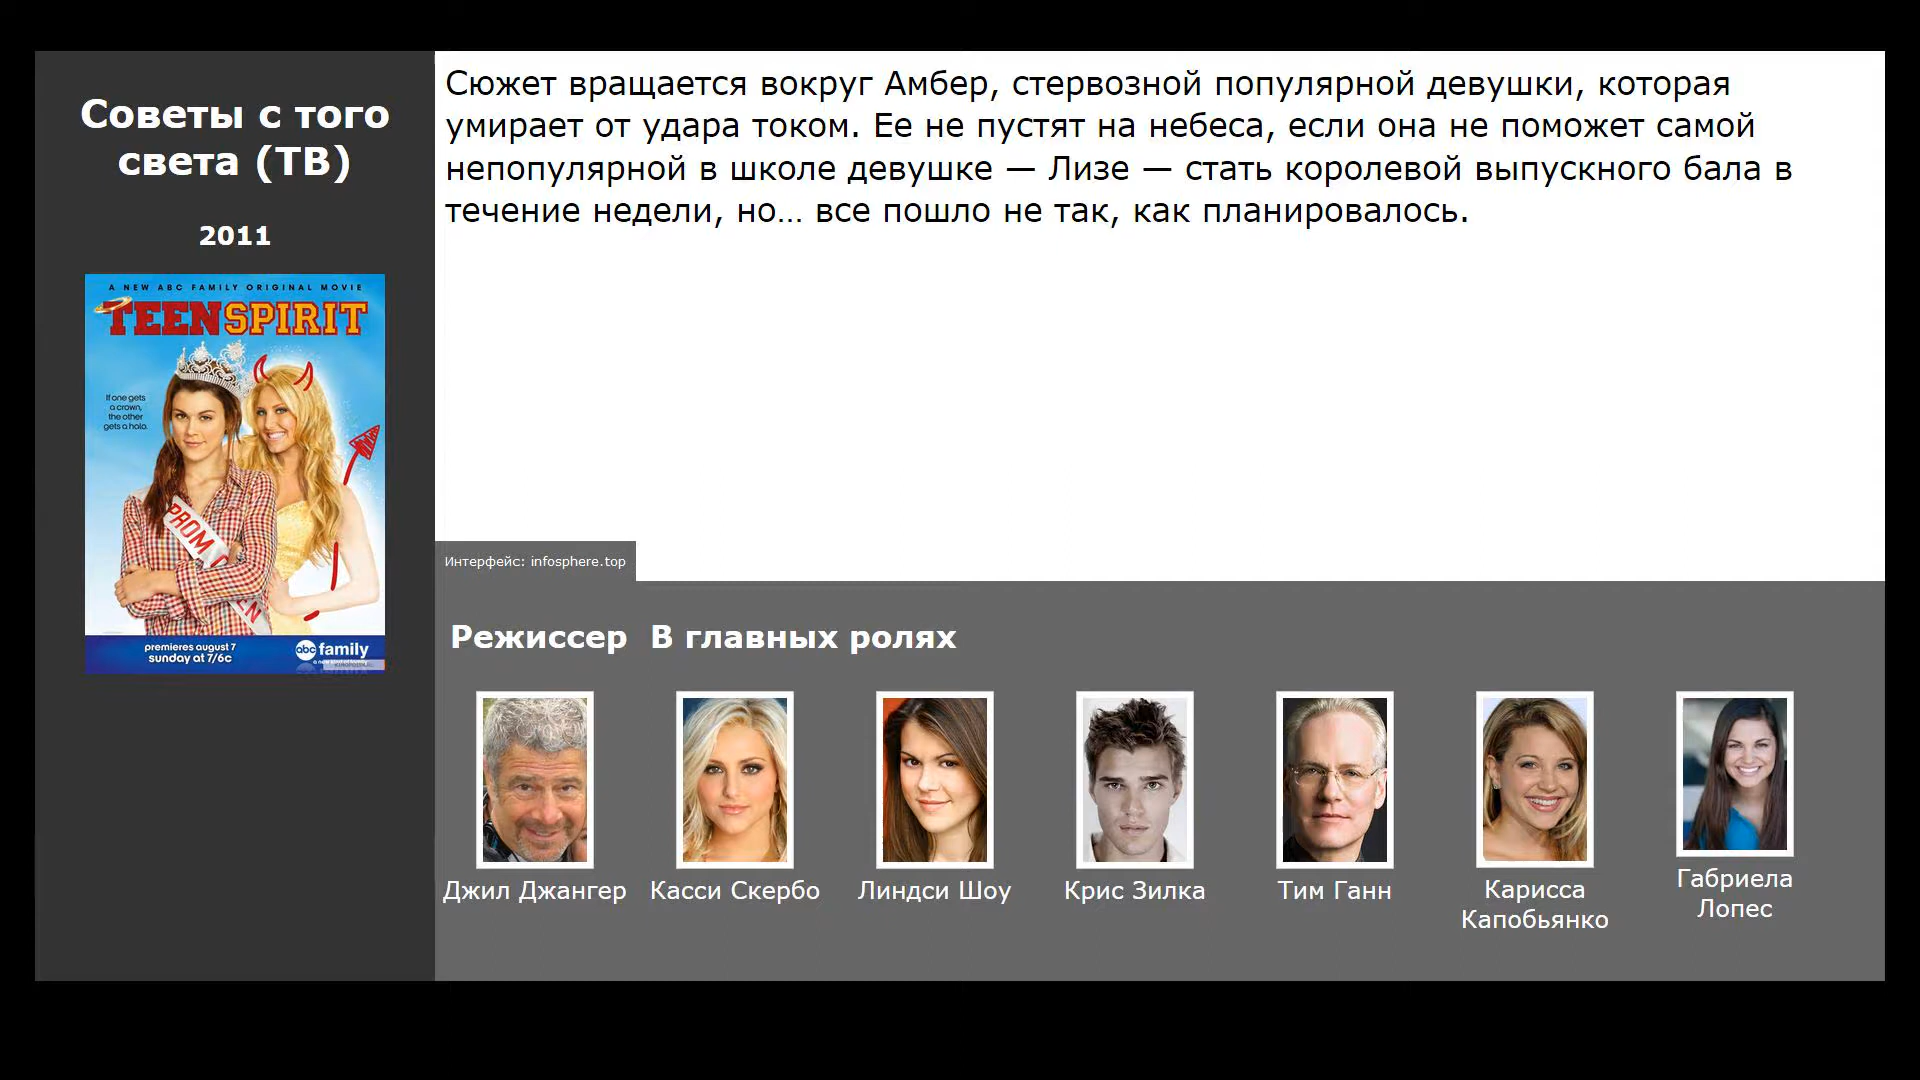 Советы с того
света (ТВ)
2011
A NEW ABC FAMILY ORIGINAL MOVIE
TEEN SPIRIT
If one gets
a crown,
the other
gets a halo.
PROM
EN
premieres august 7
sunday at 7/6c
abc family
Сюжет вращается вокруг Амбер, стервозной популярной девушки, которая
умирает от удара током. Ее не пустят на небеса, если она не поможет самой
непопулярной в школе девушке — Лизе — стать королевой выпускного бала в
течение недели, но... все пошло не так, как планировалось.
Интерфейс: infosphere.top
Режиссер В главных ролях
Джил Джангер
Касси Скербо
Линдси Шоу
Крис Зилка
Тим Ганн
Карисса
Капобьянко
Габриела
Лопес